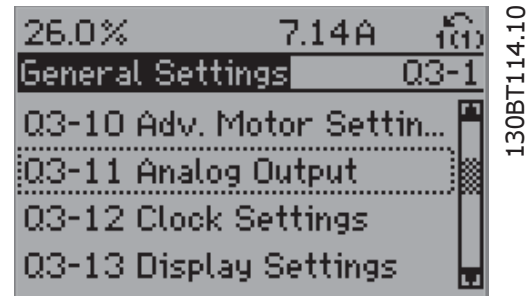 26.0% 7.14A 1(1)
General Settings Q3-1
Q3-10 Adv. Motor Settin...
Q3-11 Analog Output
Q3-12 Clock Settings
Q3-13 Display Settings
130BT114.10